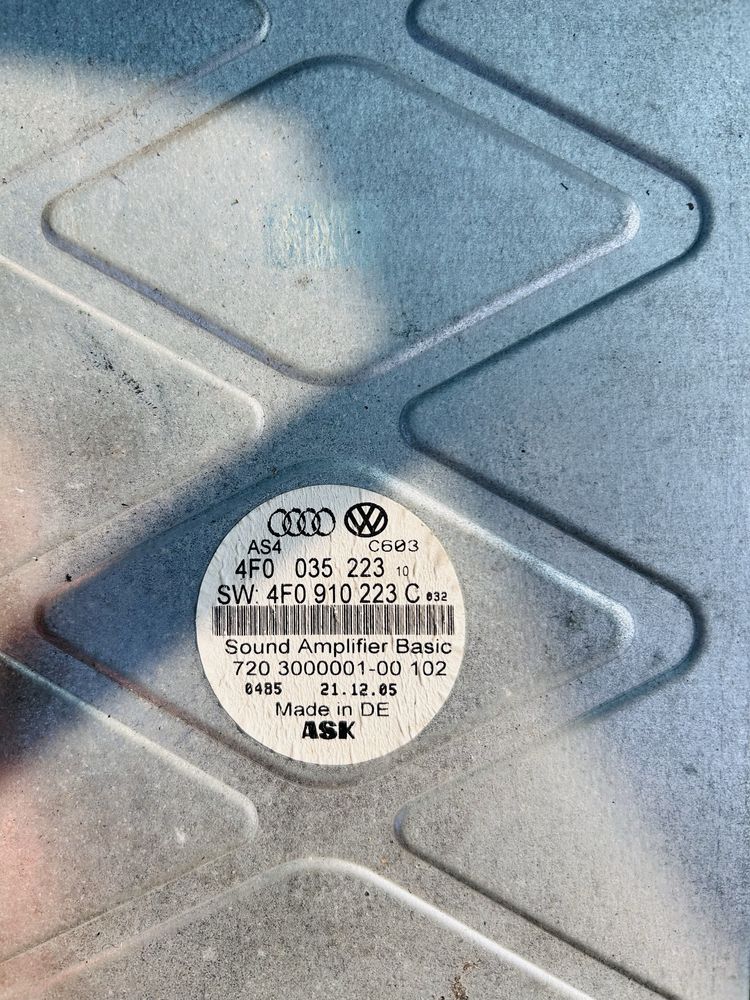 AS4 C603
4F0 035 223 10
SW: 4F0 910 223 C 032
Sound Amplifier Basic
720 3000001-00 102
0485 21.12.05
Made in DE
ASK